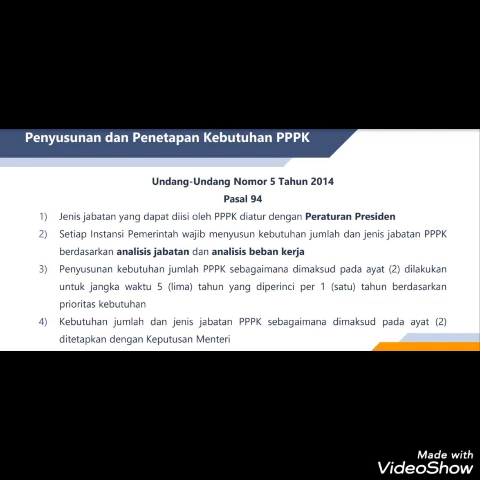 Penyusunan dan Penetapan Kebutuhan PPPK
Undang-Undang Nomor 5 Tahun 2014
Pasal 94
1) Jenis jabatan yang dapat diisi oleh PPPK diatur dengan Peraturan Presiden
2) Setiap Instansi Pemerintah wajib menyusun kebutuhan jumlah dan jenis jabatan PPPK
berdasarkan analisis jabatan dan analisis beban kerja
3) Penyusunan kebutuhan jumlah PPPK sebagaimana dimaksud pada ayat (2) dilakukan
untuk jangka waktu 5 (lima) tahun yang diperinci per 1 (satu) tahun berdasarkan
prioritas kebutuhan
4) Kebutuhan jumlah dan jenis jabatan PPPK sebagaimana dimaksud pada ayat (2)
ditetapkan dengan Keputusan Menteri
Made with
VideoShow